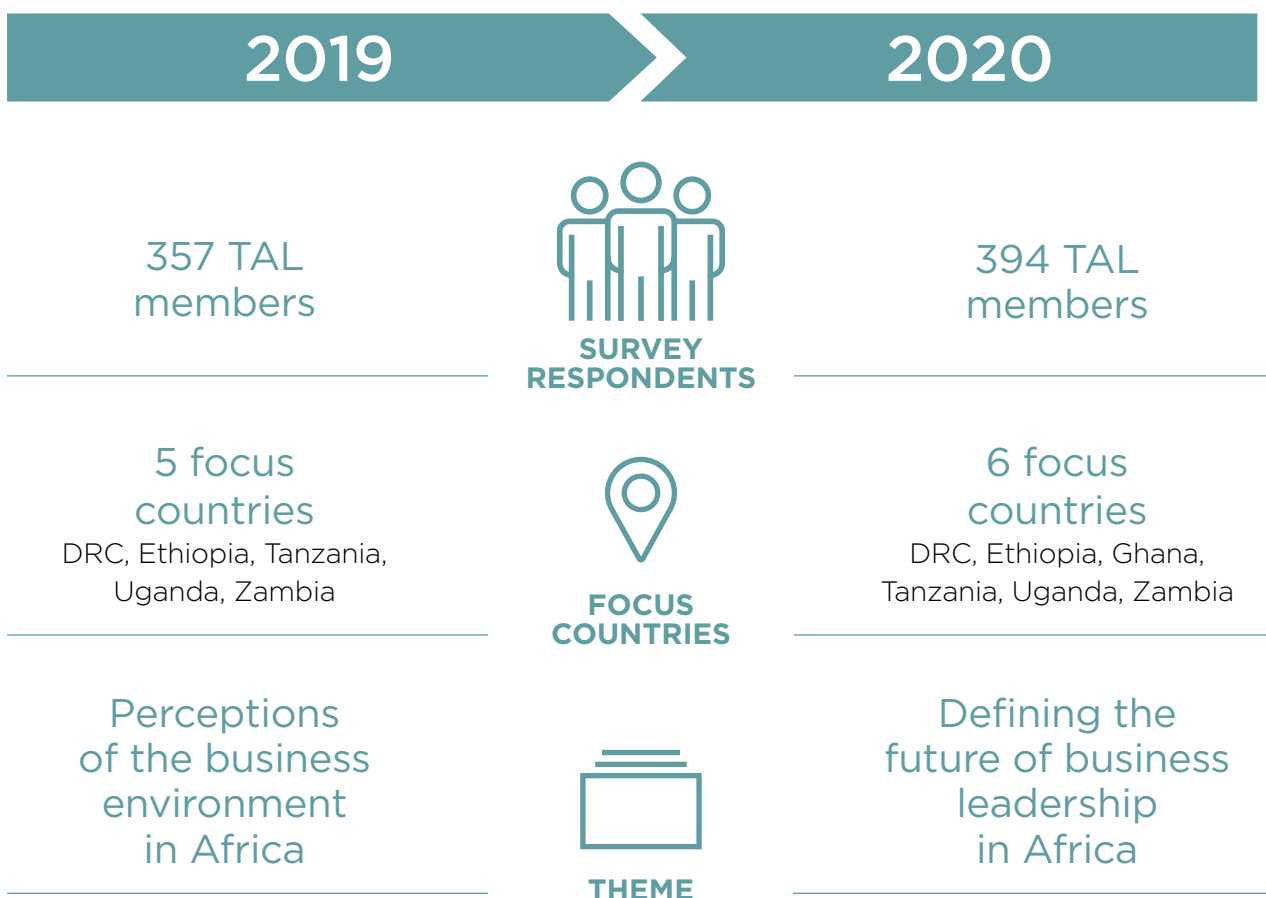 2019
2020
357 TAL
members
SURVEY
RESPONDENTS
394 TAL
members
5 focus
countries
DRC, Ethiopia, Tanzania,
Uganda, Zambia
FOCUS
COUNTRIES
6 focus
countries
DRC, Ethiopia, Ghana,
Tanzania, Uganda, Zambia
Perceptions
of the business
environment
in Africa
THEME
Defining the
future of business
leadership
in Africa